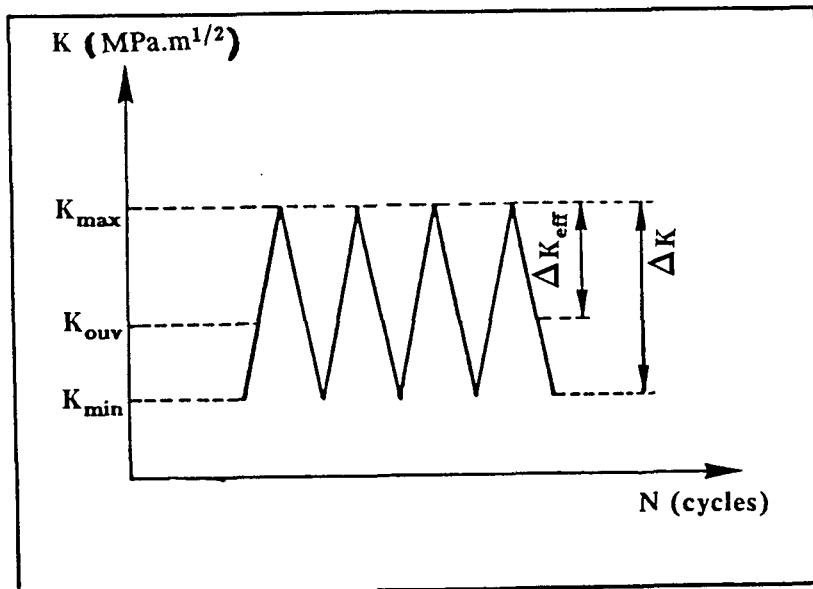 K (MPa.m1/2)
Kmax
ΔKeff
ΔK
Kouv
Kmin
N (cycles)